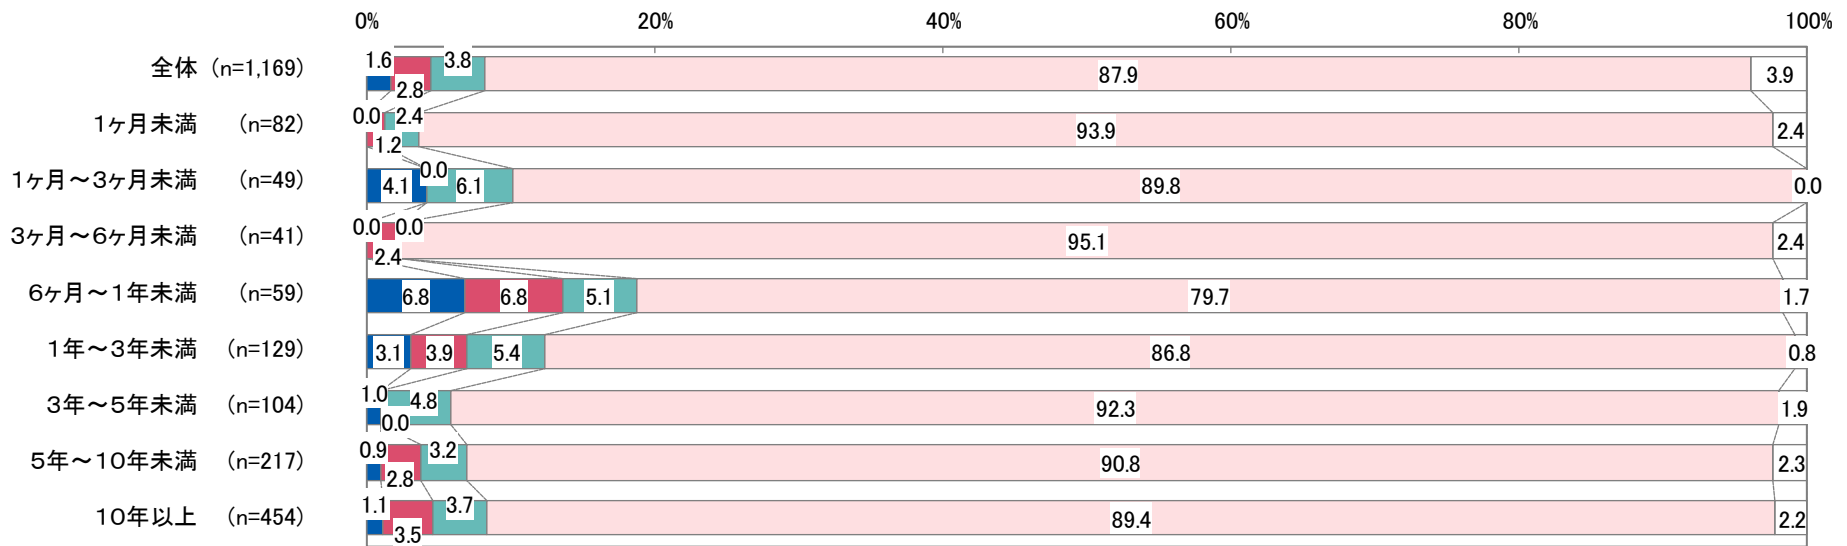 0% 20% 40% 60% 80% 100%
全体 (n=1,169) 1.6 2.8 3.8 87.9 3.9
1ヶ月未満 (n=82) 0.0 1.2 2.4 93.9 2.4
1ヶ月～3ヶ月未満 (n=49) 4.1 0.0 6.1 89.8 0.0
3ヶ月～6ヶ月未満 (n=41) 0.0 2.4 0.0 95.1 2.4
6ヶ月～1年未満 (n=59) 6.8 6.8 5.1 79.7 1.7
1年～3年未満 (n=129) 3.1 3.9 5.4 86.8 0.8
3年～5年未満 (n=104) 1.0 0.0 4.8 92.3 1.9
5年～10年未満 (n=217) 0.9 2.8 3.2 90.8 2.3
10年以上 (n=454) 1.1 3.5 3.7 89.4 2.2